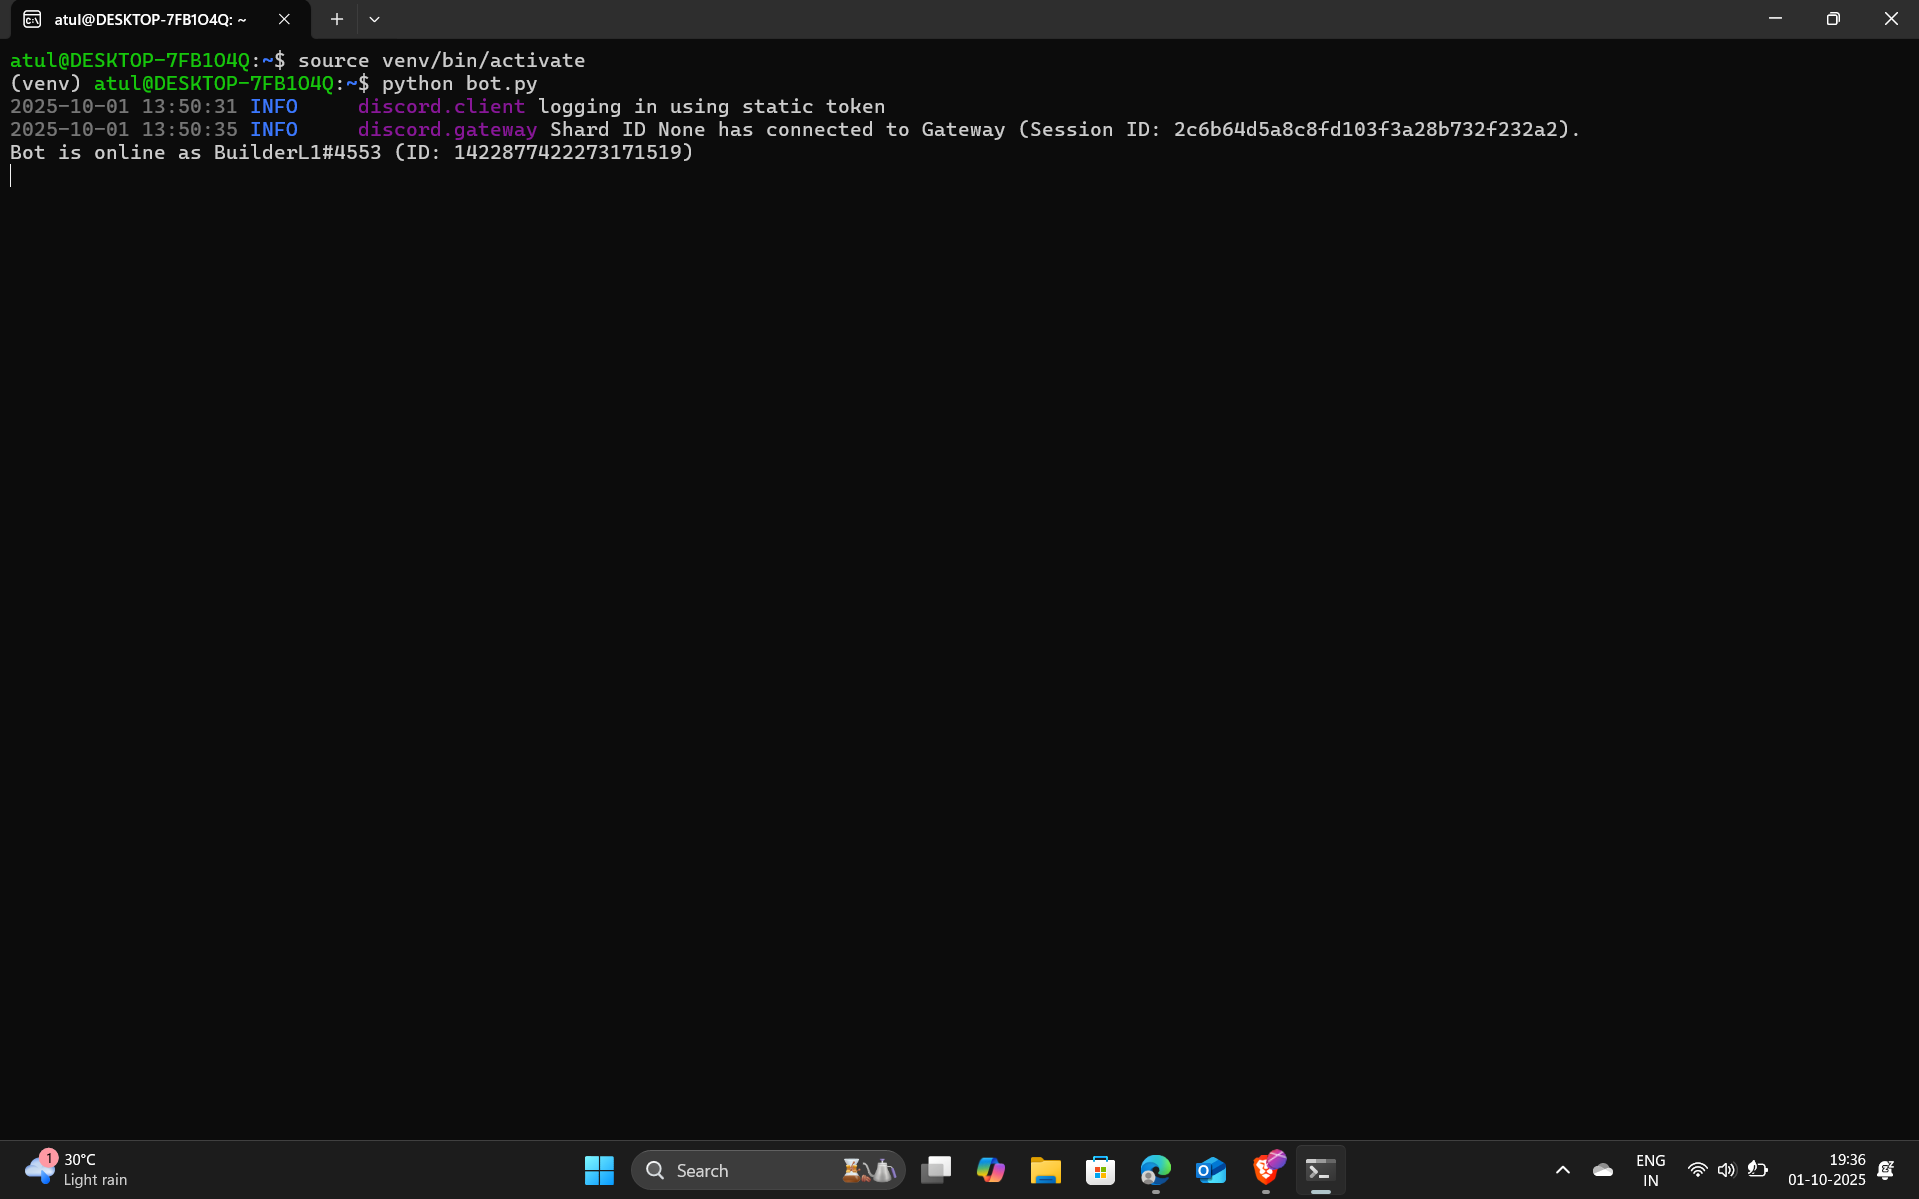 atul@DESKTOP-7FB1O4Q: ~
atul@DESKTOP-7FB1O4Q:~$ source venv/bin/activate
(venv) atul@DESKTOP-7FB1O4Q:~$ python bot.py
2025-10-01 13:50:31 INFO     discord.client logging in using static token
2025-10-01 13:50:35 INFO     discord.gateway Shard ID None has connected to Gateway (Session ID: 2c6b64d5a8c8fd103f3a28b732f232a2).
Bot is online as BuilderL1#4553 (ID: 1422877422273171519)
1
30°C
Light rain
Search
ENG
IN
19:36
01-10-2025